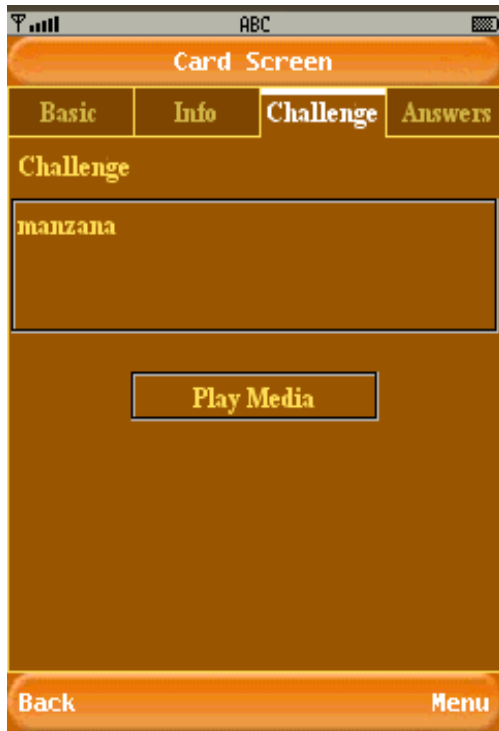 ABC
Card Screen
Basic Info Challenge Answers
Challenge
manzana
Play Media
Back Menu